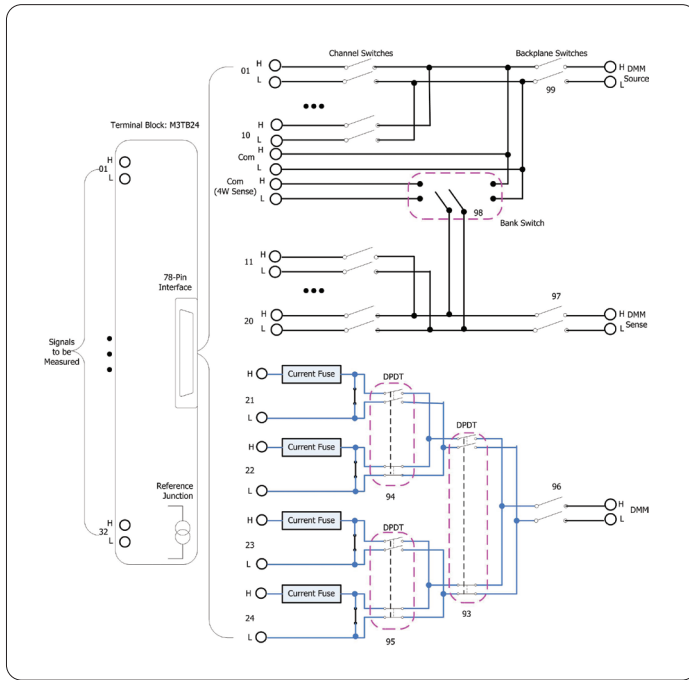 Channel Switches
Backplane Switches
01
H
L
H
DMM
Source
L
99
Terminal Block: M3TB24
10
H
L
Com
H
L
Com
(4W Sense)
H
L
98
Bank Switch
H
01
L
11
H
L
78-Pin
Interface
97
20
H
L
H
DMM
Sense
L
Signals
to be
Measured
H
Current Fuse
DPDT
21
L
DPDT
H
Current Fuse
22
L
94
96
Reference
Junction
H
DMM
L
H
Current Fuse
DPDT
H
32
L
23
L
H
Current Fuse
24
93
L
95